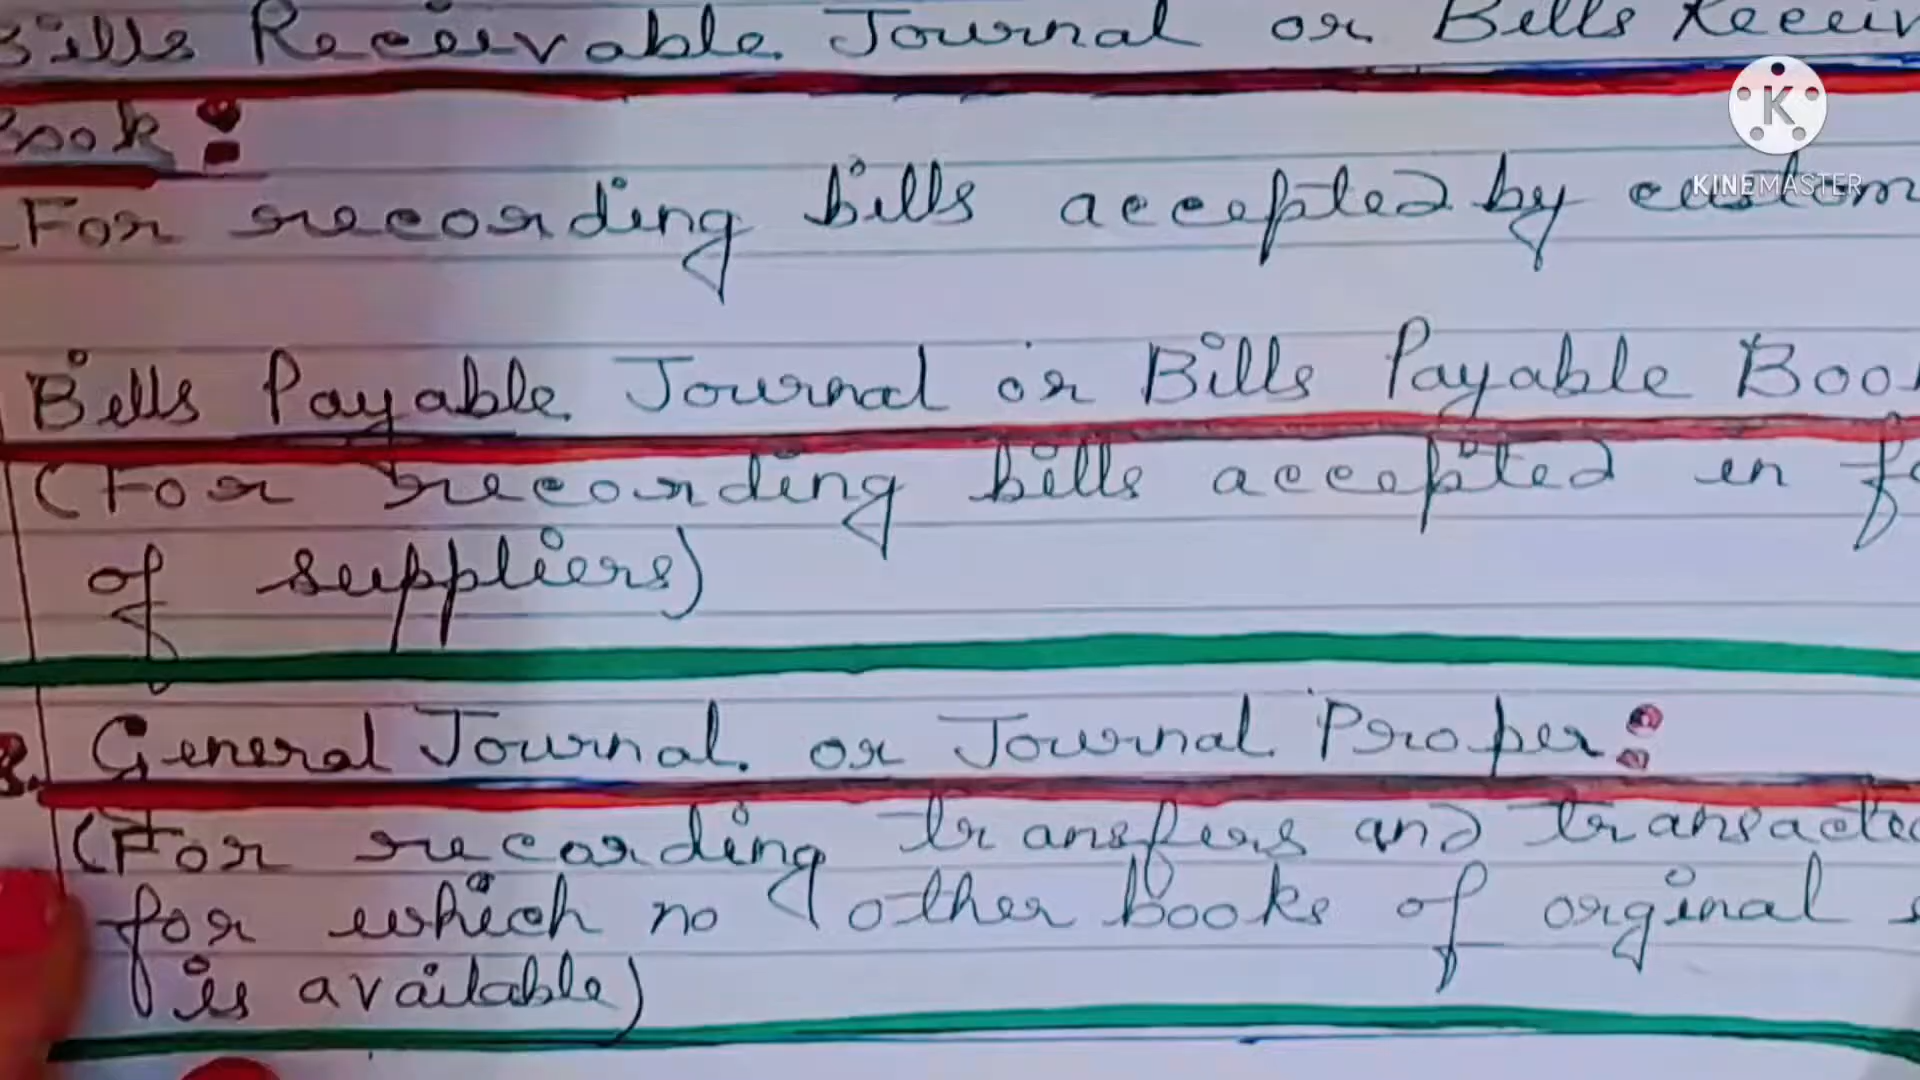 Bills Receivable Journal or Bills Receiv
Book:
For recording bills accepted by custom
Bills Payable Journal or Bills Payable Boo
(For recording bills accepted in fa
of suppliers)
8. General Journal or Journal Proper:
(For recording transfers and transactio
for which no other books of orginal
is available)
K
KINEMASTER